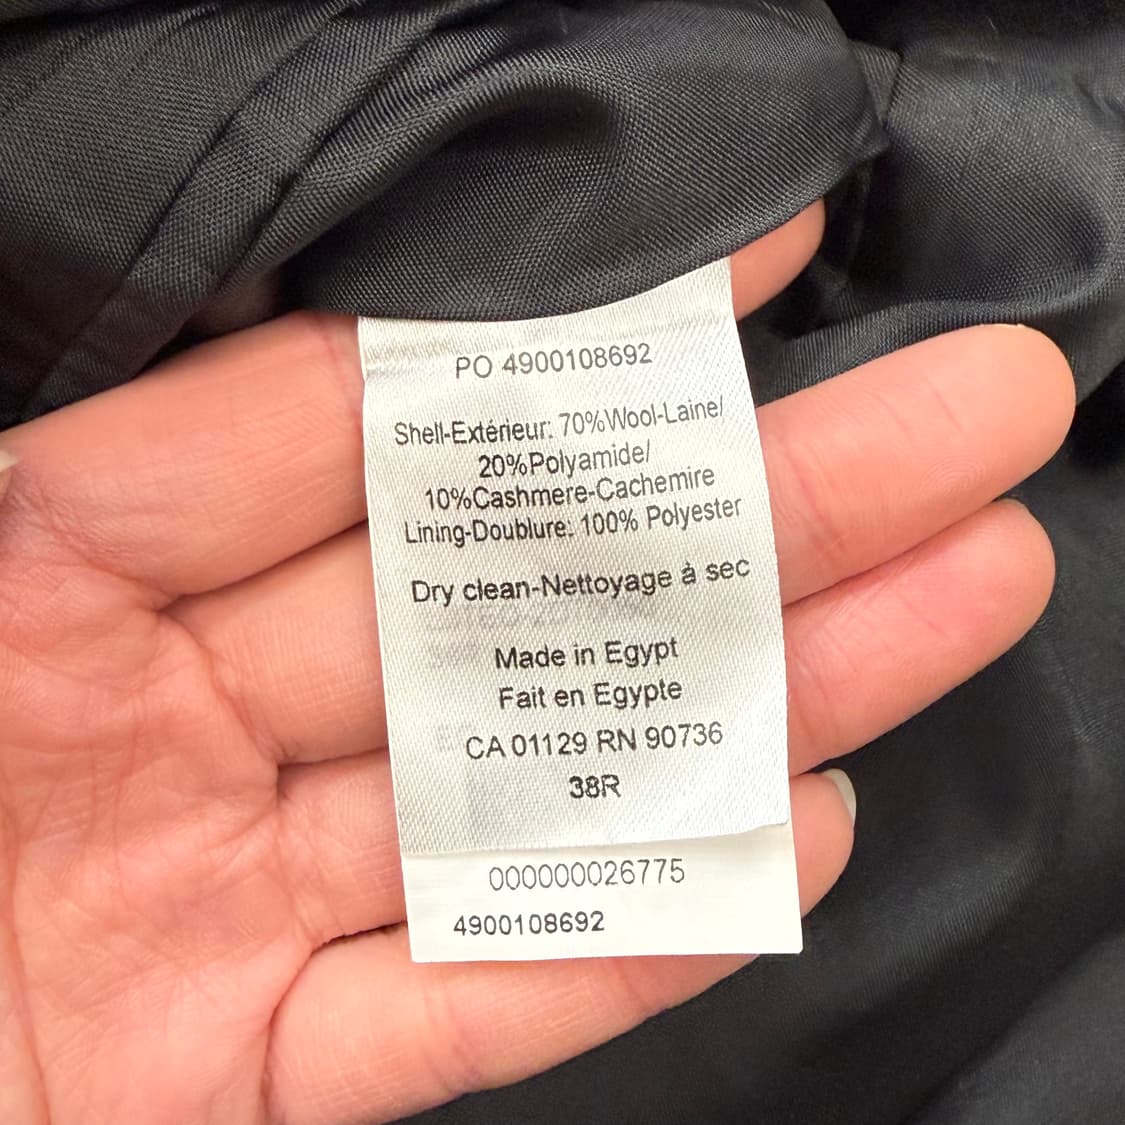 PO 4900108692
Shell-Extérieur: 70%Wool-Laine/
20%Polyamide/
10%Cashmere-Cachemire
Lining-Doublure: 100% Polyester
Dry clean-Nettoyage à sec
Made in Egypt
Fait en Egypte
CA 01129 RN 90736
38R
000000026775
4900108692